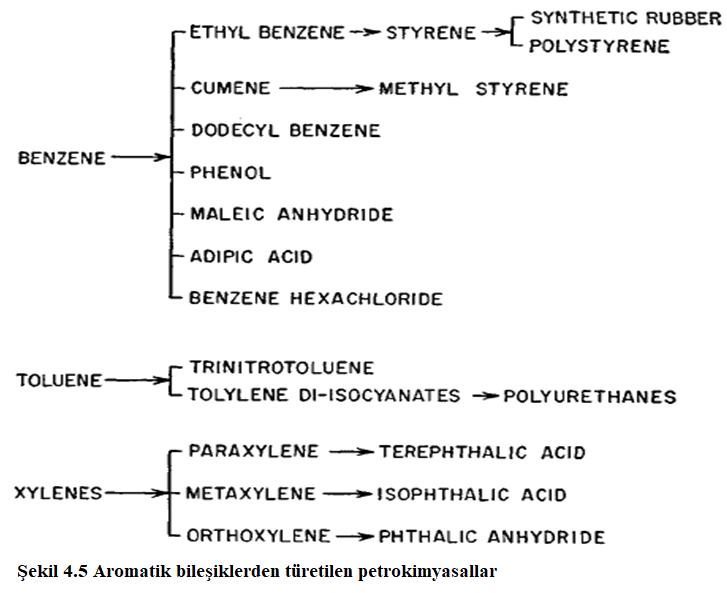 ETHYL BENZENE STYRENE SYNTHETIC RUBBER
POLYSTYRENE
CUMENE METHYL STYRENE
DODECYL BENZENE
BENZENE
PHENOL
MALEIC ANHYDRIDE
ADIPIC ACID
BENZENE HEXACHLORIDE
TOLUENE
TRINITROTOLUENE
TOLYLENE DI-ISOCYANATES POLYURETHANES
XYLENES
PARAXYLENE TEREPHTHALIC ACID
METAXYLENE ISOPHTHALIC ACID
ORTHOXYLENE PHTHALIC ANHYDRIDE
Şekil 4.5 Aromatik bileşiklerden türetilen petrokimyasallar